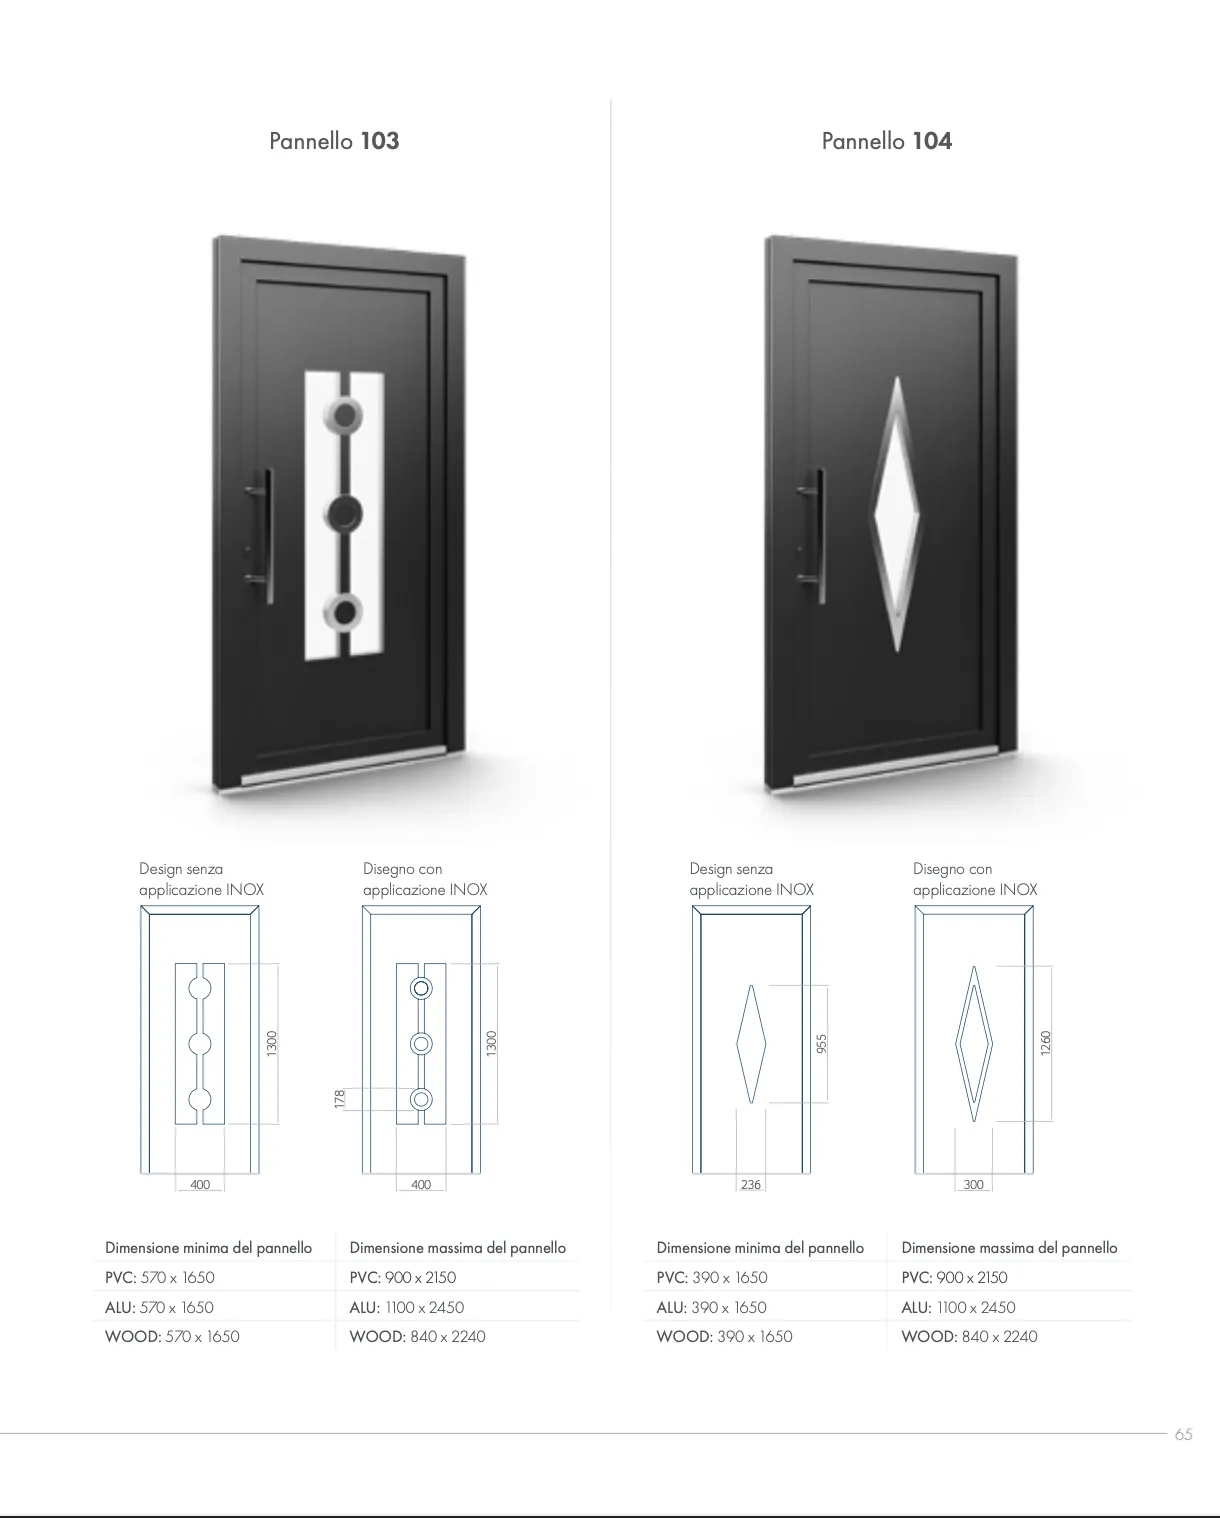 Pannello 103
Design senza
applicazione INOX
Disegno con
applicazione INOX
1300
400
1300
178
400
Dimensione minima del pannello
Dimensione massima del pannello
PVC: 570 x 1650
PVC: 900 x 2150
ALU: 570 x 1650
ALU: 1100 x 2450
WOOD: 570 x 1650
WOOD: 840 x 2240
Pannello 104
Design senza
applicazione INOX
Disegno con
applicazione INOX
955
236
1260
300
Dimensione minima del pannello
Dimensione massima del pannello
PVC: 390 x 1650
PVC: 900 x 2150
ALU: 390 x 1650
ALU: 1100 x 2450
WOOD: 390 x 1650
WOOD: 840 x 2240
65